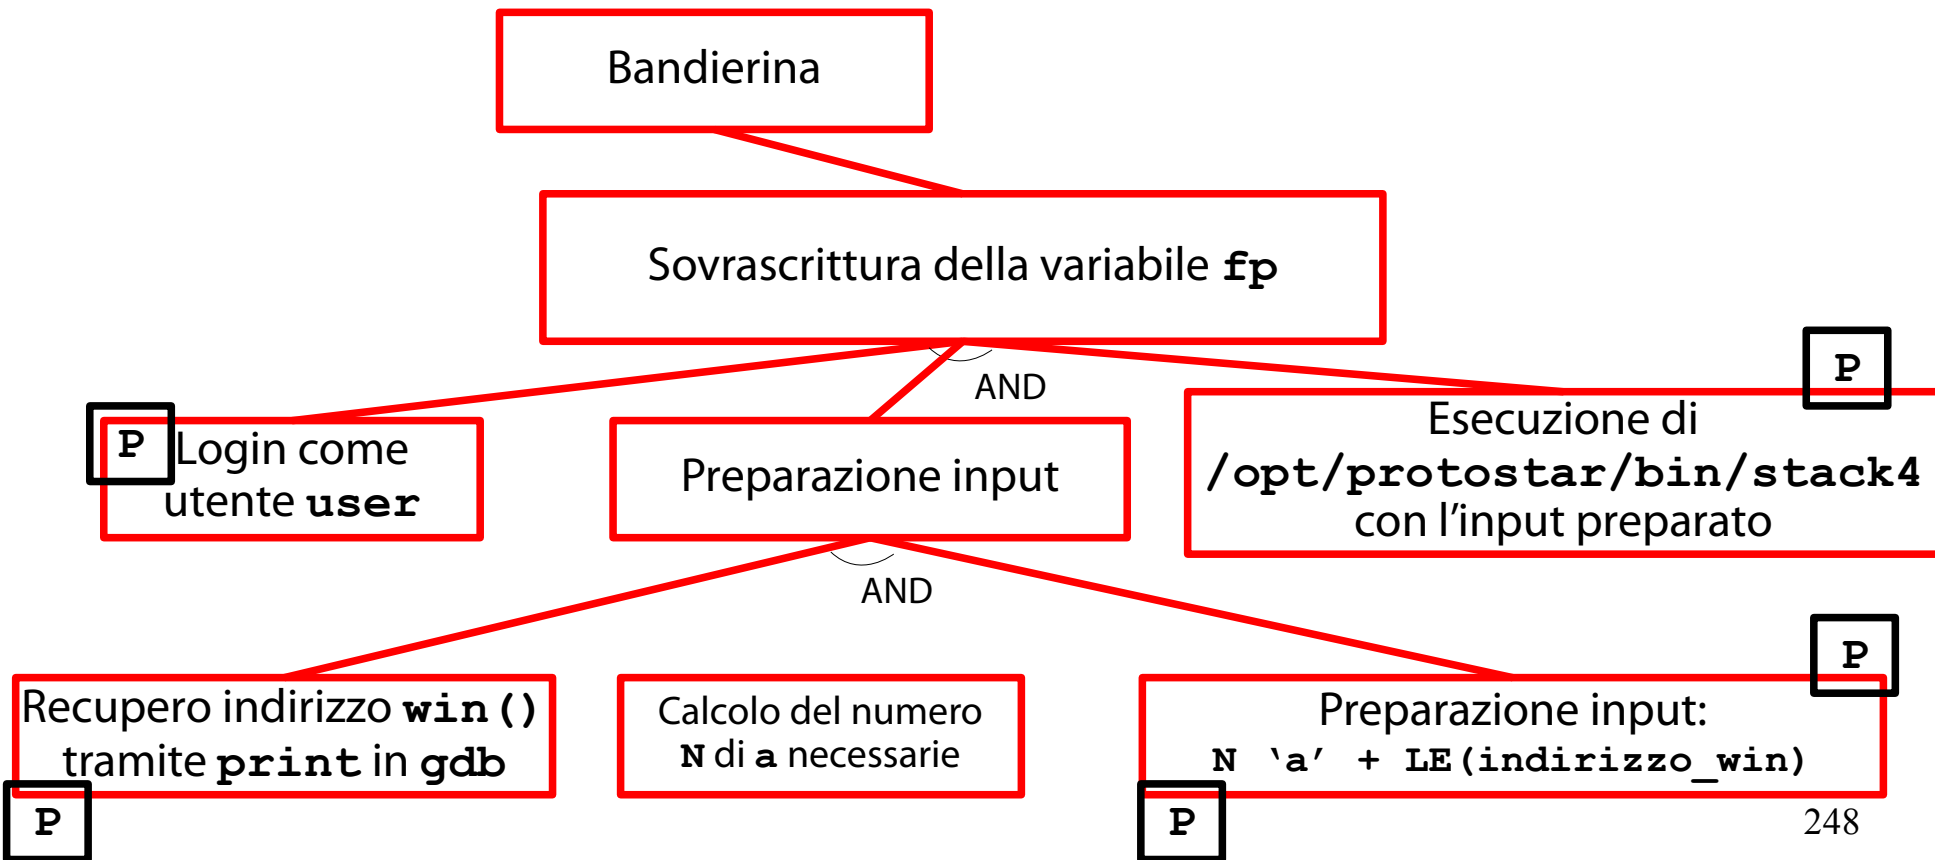 Bandierina
Sovrascrittura della variabile fp
AND
P
P
Login come
utente user
Preparazione input
Esecuzione di
/opt/protostar/bin/stack4
con l’input preparato
AND
P
Recupero indirizzo win()
tramite print in gdb
P
Calcolo del numero
N di a necessarie
Preparazione input:
N ‘a’ + LE(indirizzo_win)
P
248